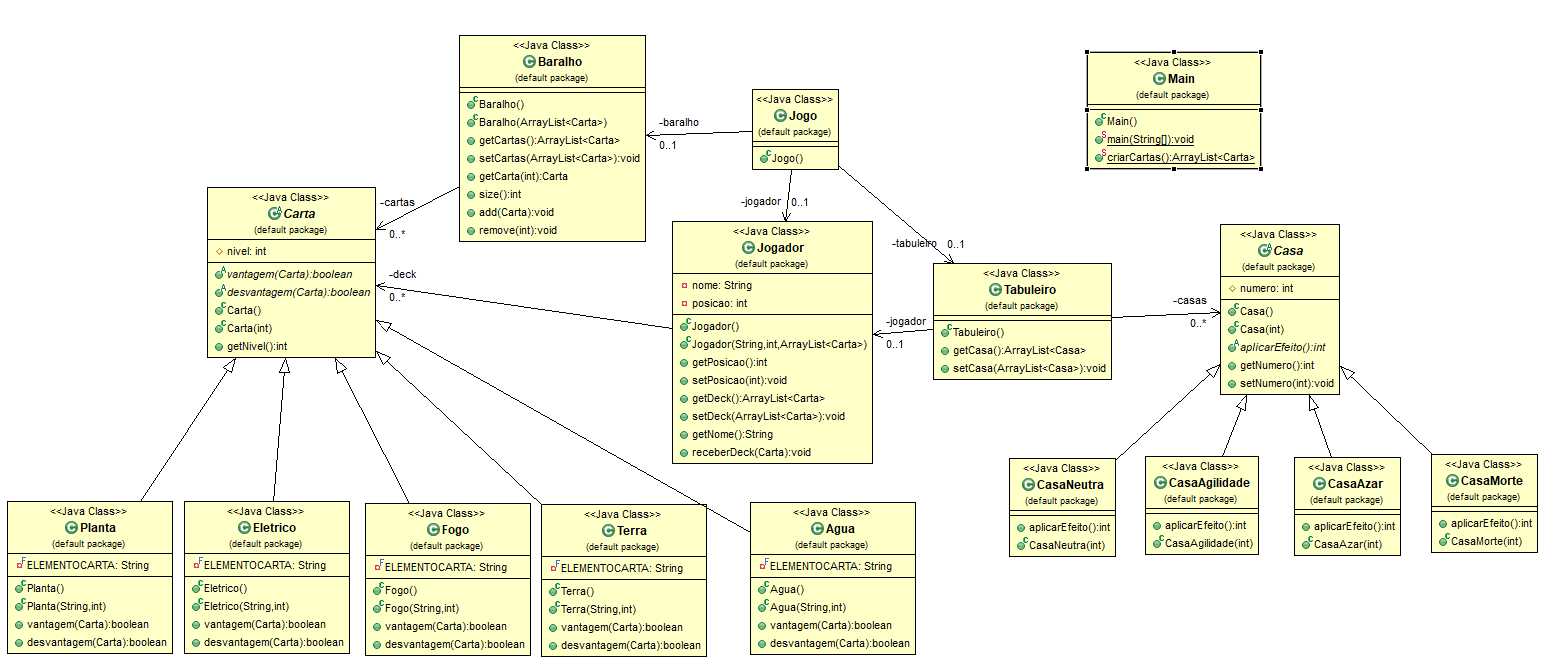 <<Java Class>>
Baralho
(default package)
Baralho()
Baralho(ArrayList<Carta>)
getCartas():ArrayList<Carta>
setCartas(ArrayList<Carta>):void
getCarta(int):Carta
size():int
add(Carta):void
remove(int):void
<<Java Class>>
Jogo
(default package)
Jogo()
<<Java Class>>
Main
(default package)
Main()
main(String[]):void
criarCartas():ArrayList<Carta>
-baralho
0..1
-cartas
0..*
-jogador
0..1
-tabuleiro
0..1
<<Java Class>>
Carta
(default package)
nivel: int
vantagem(Carta):boolean
desvantagem(Carta):boolean
Carta()
Carta(int)
getNivel():int
-deck
0..*
<<Java Class>>
Jogador
(default package)
nome: String
posicao: int
Jogador()
Jogador(String,int,ArrayList<Carta>)
getPosicao():int
setPosicao(int):void
getDeck():ArrayList<Carta>
setDeck(ArrayList<Carta>):void
getNome():String
receberDeck(Carta):void
-jogador
0..1
<<Java Class>>
Tabuleiro
(default package)
Tabuleiro()
getCasa():ArrayList<Casa>
setCasa(ArrayList<Casa>):void
-casas
0..*
<<Java Class>>
Casa
(default package)
numero: int
Casa()
Casa(int)
aplicarEfeito():int
getNumero():int
setNumero(int):void
<<Java Class>>
CasaNeutra
(default package)
aplicarEfeito():int
CasaNeutra(int)
<<Java Class>>
CasaAgilidade
(default package)
aplicarEfeito():int
CasaAgilidade(int)
<<Java Class>>
CasaAzar
(default package)
aplicarEfeito():int
CasaAzar(int)
<<Java Class>>
CasaMorte
(default package)
aplicarEfeito():int
CasaMorte(int)
<<Java Class>>
Planta
(default package)
ELEMENTOCARTA: String
Planta()
Planta(String,int)
vantagem(Carta):boolean
desvantagem(Carta):boolean
<<Java Class>>
Eletrico
(default package)
ELEMENTOCARTA: String
Eletrico()
Eletrico(String,int)
vantagem(Carta):boolean
desvantagem(Carta):boolean
<<Java Class>>
Fogo
(default package)
ELEMENTOCARTA: String
Fogo()
Fogo(String,int)
vantagem(Carta):boolean
desvantagem(Carta):boolean
<<Java Class>>
Terra
(default package)
ELEMENTOCARTA: String
Terra()
Terra(String,int)
vantagem(Carta):boolean
desvantagem(Carta):boolean
<<Java Class>>
Agua
(default package)
ELEMENTOCARTA: String
Agua()
Agua(String,int)
vantagem(Carta):boolean
desvantagem(Carta):boolean